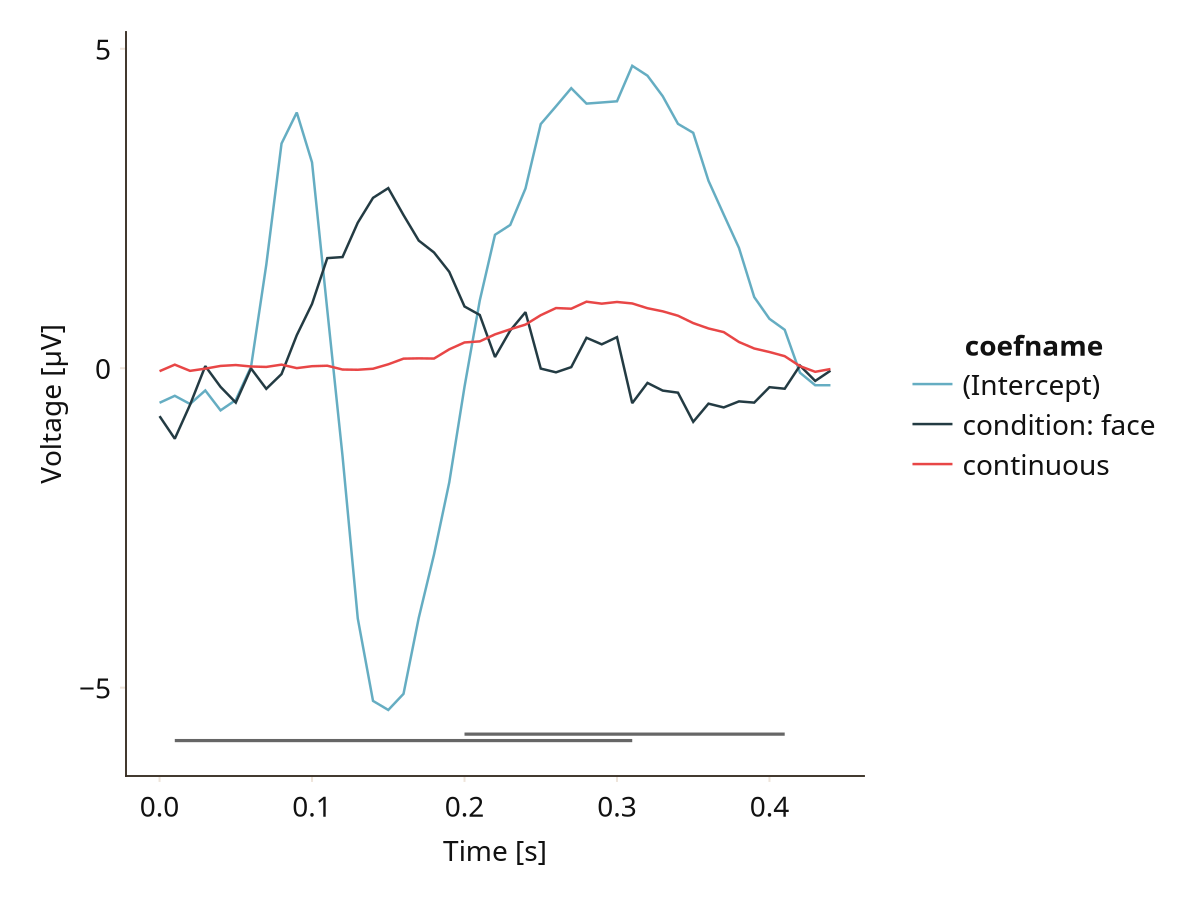 5
0
−5
Voltage [µV]
0.0 0.1 0.2 0.3 0.4
Time [s]
coefname
(Intercept)
condition: face
continuous